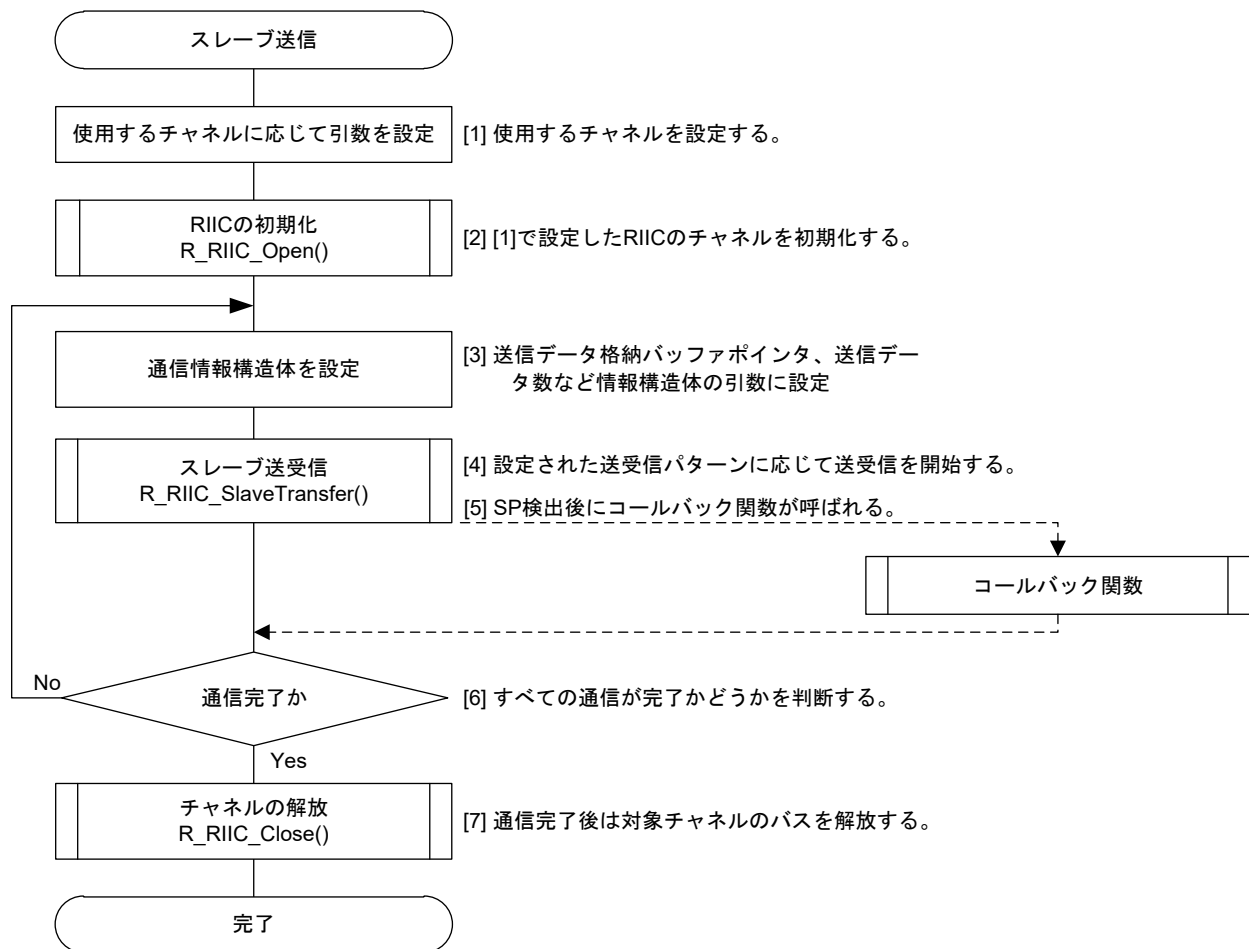 スレーブ送信
使用するチャネルに応じて引数を設定
[1] 使用するチャネルを設定する。
RIICの初期化
R_RIIC_Open()
[2] [1]で設定したRIICのチャネルを初期化する。
通信情報構造体を設定
[3] 送信データ格納バッファポインタ、送信デー
タ数など情報構造体の引数に設定
スレーブ送受信
R_RIIC_SlaveTransfer()
[4] 設定された送受信パターンに応じて送受信を開始する。
[5] SP検出後にコールバック関数が呼ばれる。
コールバック関数
No
通信完了か
[6] すべての通信が完了かどうかを判断する。
Yes
チャネルの解放
R_RIIC_Close()
[7] 通信完了後は対象チャネルのバスを解放する。
完了